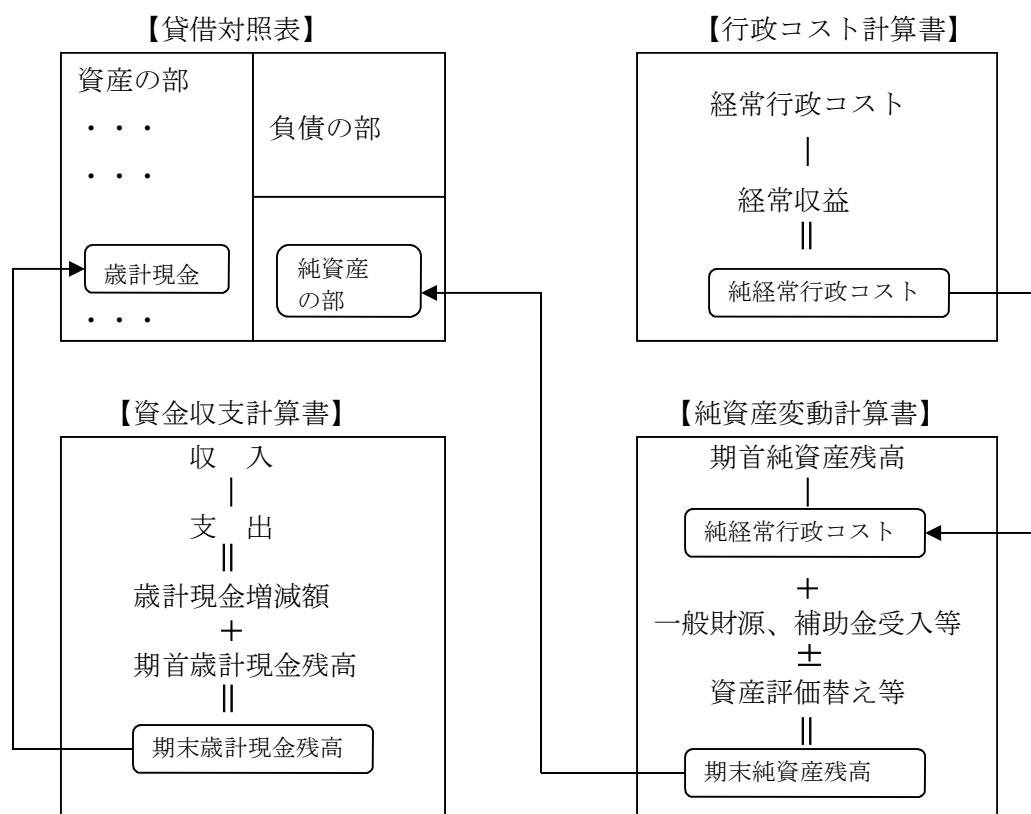 【貸借対照表】
資産の部
・・・
・・・
歳計現金
・・・
負債の部
純資産
の部
【行政コスト計算書】
経常行政コスト
|
経常収益
||
純経常行政コスト
【資金収支計算書】
収　入
|
支　出
||
歳計現金増減額
＋
期首歳計現金残高
||
期末歳計現金残高
【純資産変動計算書】
期首純資産残高
|
純経常行政コスト
＋
一般財源、補助金受入等
±
資産評価替え等
||
期末純資産残高